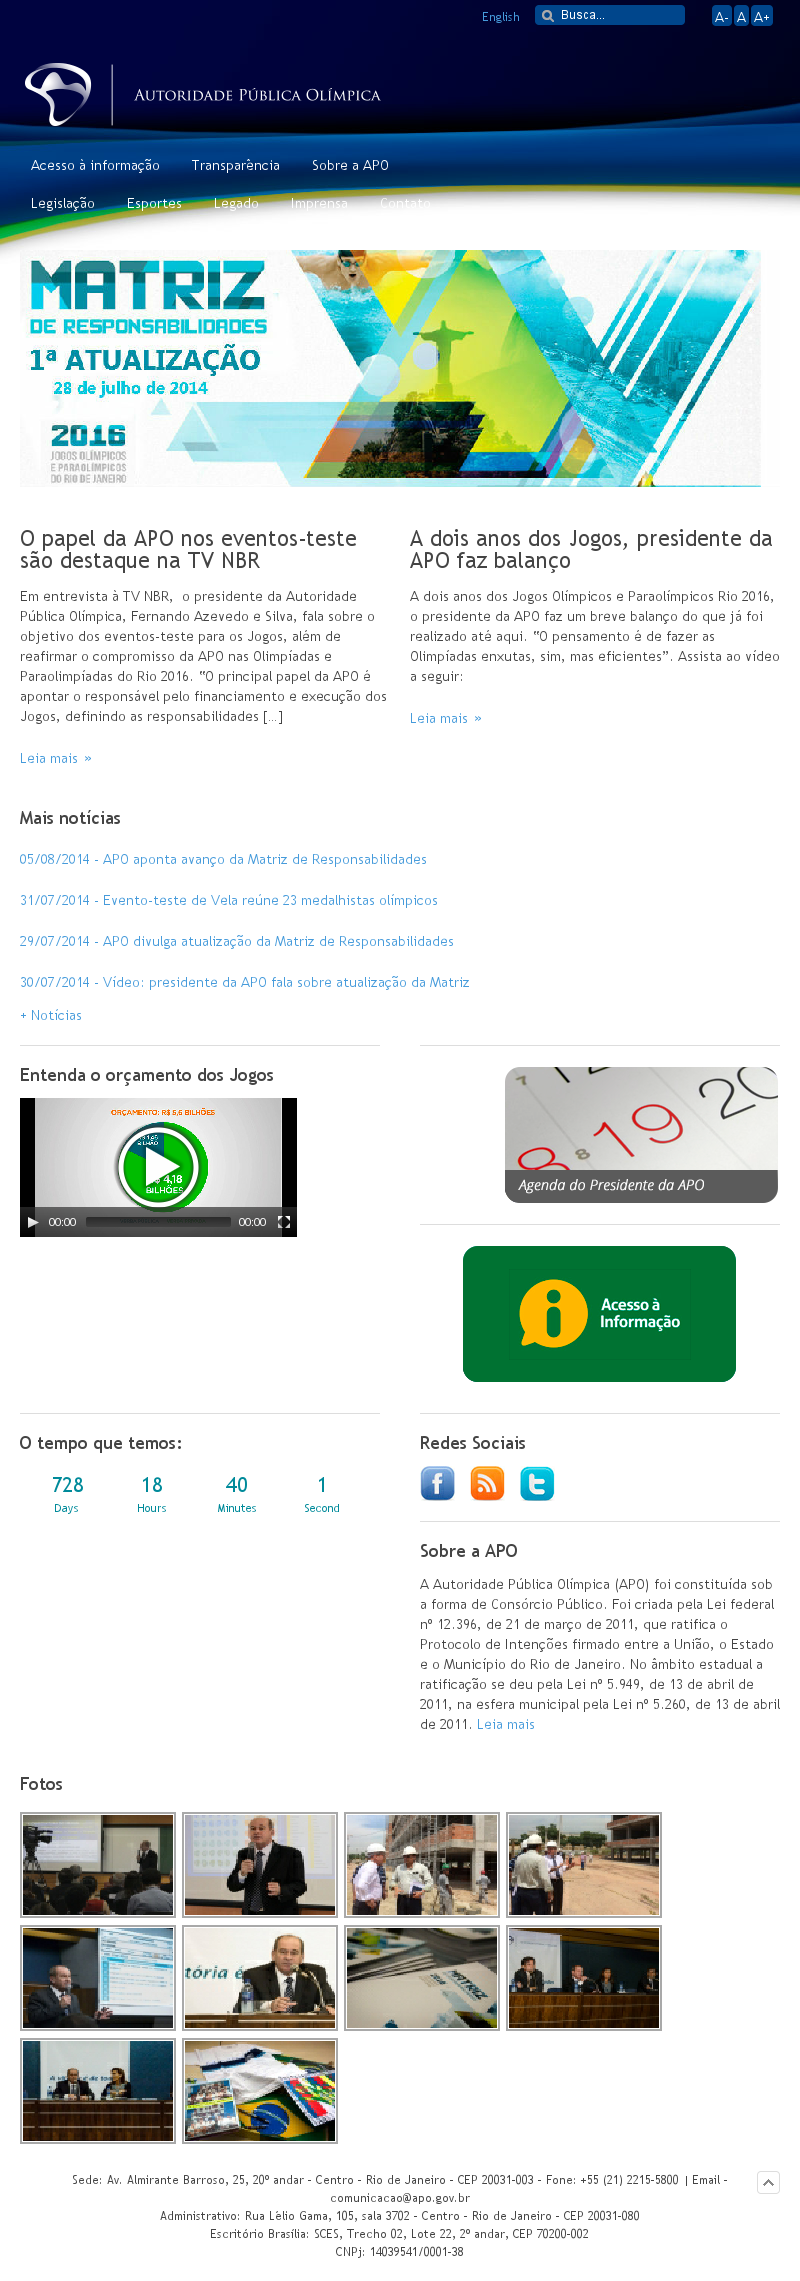 English
Busca...
A- A A+
Autoridade Pública Olímpica
Acesso à informação Transparência Sobre a APO
Legislação Esportes Legado Imprensa Contato
MATRIZ
DE RESPONSABILIDADES
1ª ATUALIZAÇÃO
28 de julho de 2014
2016
JOGOS OLÍMPICOS
E PARAOLÍMPICOS
DO RIO DE JANEIRO
O papel da APO nos eventos-teste
são destaque na TV NBR
Em entrevista à TV NBR, o presidente da Autoridade
Pública Olímpica, Fernando Azevedo e Silva, fala sobre o
objetivo dos eventos-teste para os Jogos, além de
reafirmar o compromisso da APO nas Olimpíadas e
Paraolimpíadas do Rio 2016. “O principal papel da APO é
apontar o responsável pelo financiamento e execução dos
Jogos, definindo as responsabilidades [...]
Leia mais »
A dois anos dos Jogos, presidente da
APO faz balanço
A dois anos dos Jogos Olímpicos e Paraolímpicos Rio 2016,
o presidente da APO faz um breve balanço do que já foi
realizado até aqui. “O pensamento é de fazer as
Olimpíadas enxutas, sim, mas eficientes”. Assista ao vídeo
a seguir:
Leia mais »
Mais notícias
05/08/2014 - APO aponta avanço da Matriz de Responsabilidades
31/07/2014 - Evento-teste de Vela reúne 23 medalhistas olímpicos
29/07/2014 - APO divulga atualização da Matriz de Responsabilidades
30/07/2014 - Vídeo: presidente da APO fala sobre atualização da Matriz
+ Notícias
Entenda o orçamento dos Jogos
ORÇAMENTO: R$ 5,6 BILHÕES
BILHÃO
4,18
BILHÕES
00:00 00:00
8 19 20
Agenda do Presidente da APO
Acesso à
Informação
O tempo que temos:
728 18 40 1
Days Hours Minutes Second
Redes Sociais
Sobre a APO
A Autoridade Pública Olímpica (APO) foi constituída sob
a forma de Consórcio Público. Foi criada pela Lei federal
nº 12.396, de 21 de março de 2011, que ratifica o
Protocolo de Intenções firmado entre a União, o Estado
e o Município do Rio de Janeiro. No âmbito estadual a
ratificação se deu pela Lei nº 5.949, de 13 de abril de
2011, na esfera municipal pela Lei nº 5.260, de 13 de abril
de 2011. Leia mais
Fotos
tória é
MATRIZ
Sede: Av. Almirante Barroso, 25, 20º andar - Centro - Rio de Janeiro - CEP 20031-003 - Fone: +55 (21) 2215-5800 | Email -
comunicacao@apo.gov.br
Administrativo: Rua Lélio Gama, 105, sala 3702 - Centro - Rio de Janeiro - CEP 20031-080
Escritório Brasília: SCES, Trecho 02, Lote 22, 2º andar, CEP 70200-002
CNPj: 14039541/0001-38